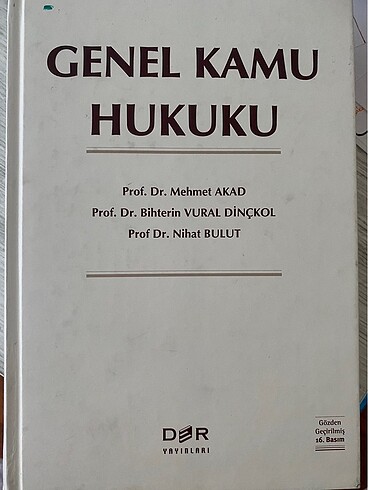 GENEL KAMU
HUKUKU
Prof. Dr. Mehmet AKAD
Prof. Dr. Bihterin VURAL DİNÇKOL
Prof Dr. Nihat BULUT
DER
YAYINLARI
Gözden
Geçirilmiş
16. Basım